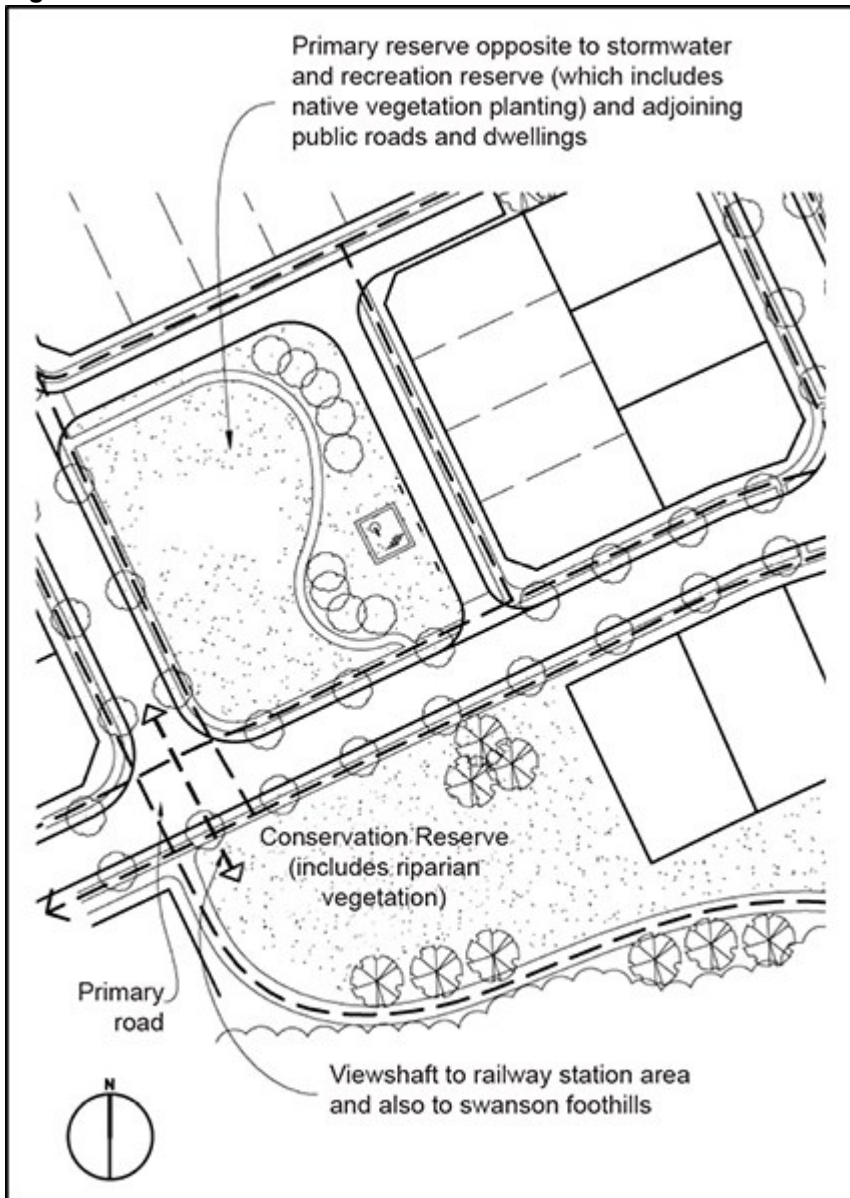 Primary reserve opposite to stormwater
and recreation reserve (which includes
native vegetation planting) and adjoining
public roads and dwellings
Conservation Reserve
(includes riparian
vegetation)
Primary
road
Viewshaft to railway station area
and also to swanson foothills
N